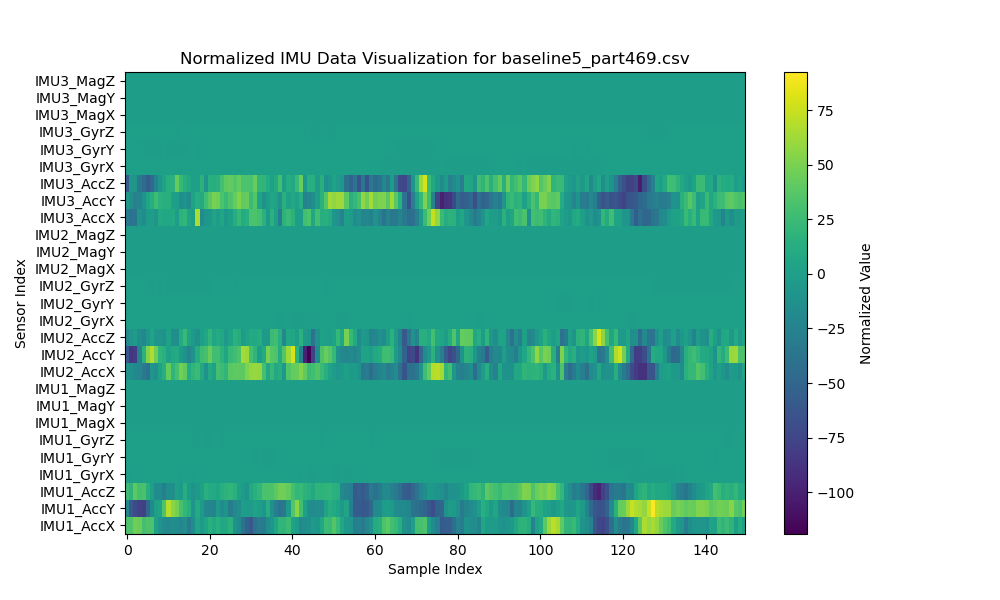 Normalized IMU Data Visualization for baseline5_part469.csv
IMU3_MagZ
IMU3_MagY
IMU3_MagX
IMU3_GyrZ
IMU3_GyrY
IMU3_GyrX
IMU3_AccZ
IMU3_AccY
IMU3_AccX
IMU2_MagZ
IMU2_MagY
IMU2_MagX
IMU2_GyrZ
IMU2_GyrY
IMU2_GyrX
IMU2_AccZ
IMU2_AccY
IMU2_AccX
IMU1_MagZ
IMU1_MagY
IMU1_MagX
IMU1_GyrZ
IMU1_GyrY
IMU1_GyrX
IMU1_AccZ
IMU1_AccY
IMU1_AccX
Sensor Index
0 20 40 60 80 100 120 140
Sample Index
75
50
25
0
−25
−50
−75
−100
Normalized Value